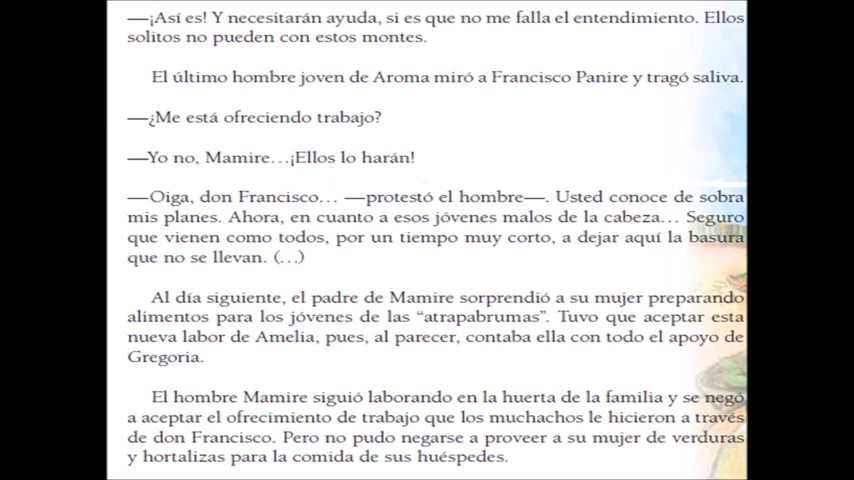 —¡Así es! Y necesitarán ayuda, si es que no me falla el entendimiento. Ellos
solitos no pueden con estos montes.
El último hombre joven de Aroma miró a Francisco Panire y tragó saliva.
—¿Me está ofreciendo trabajo?
—Yo no, Mamire…¡Ellos lo harán!
—Oiga, don Francisco… —protestó el hombre—. Usted conoce de sobra
mis planes. Ahora, en cuanto a esos jóvenes malos de la cabeza… Seguro
que vienen como todos, por un tiempo muy corto, a dejar aquí la basura
que no se llevan. (…)
Al día siguiente, el padre de Mamire sorprendió a su mujer preparando
alimentos para los jóvenes de las “atrapabrumas”. Tuvo que aceptar esta
nueva labor de Amelia, pues, al parecer, contaba ella con todo el apoyo de
Gregoria.
El hombre Mamire siguió laborando en la huerta de la familia y se negó
a aceptar el ofrecimiento de trabajo que los muchachos le hicieron a través
de don Francisco. Pero no pudo negarse a proveer a su mujer de verduras
y hortalizas para la comida de sus huéspedes.